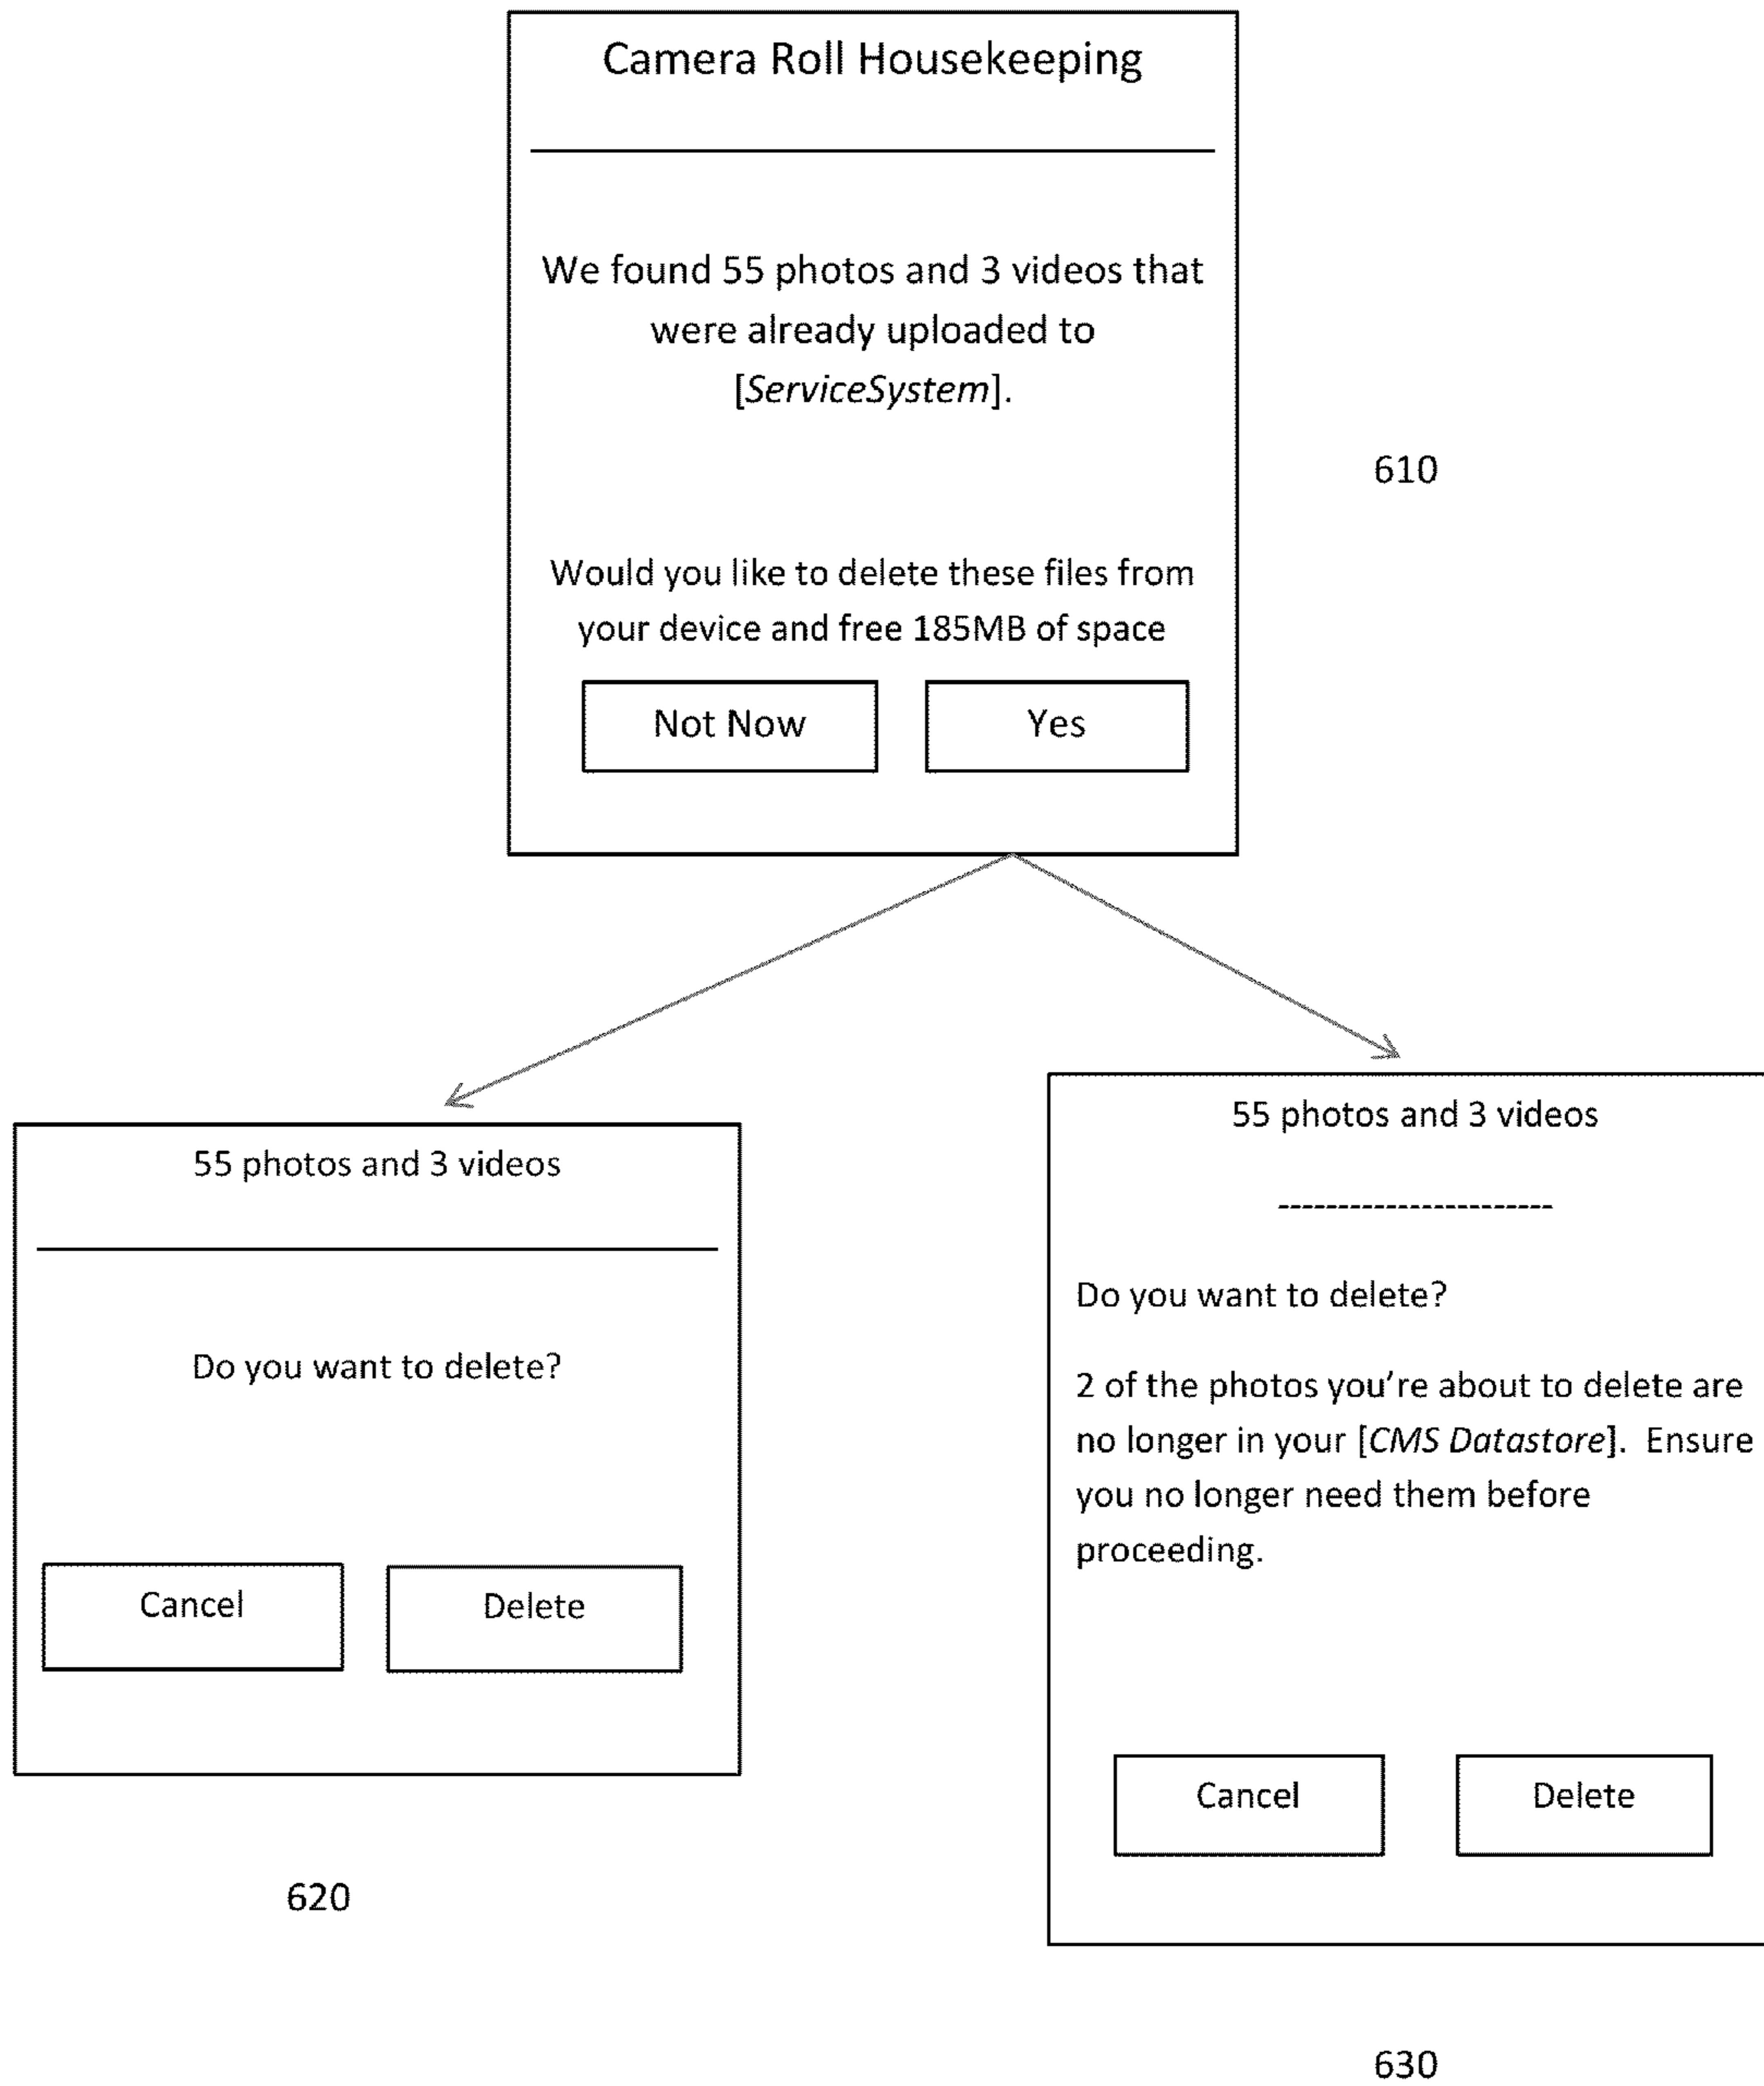 Camera Roll Housekeeping
We found 55 photos and 3 videos that
were already uploaded to
[ServiceSystem].
610
Would you like to delete these files from
your device and free 185MB of space
Not Now
Yes
55 photos and 3 videos
Do you want to delete?
Cancel
Delete
620
55 photos and 3 videos
-----------------------
Do you want to delete?
2 of the photos you're about to delete are
no longer in your [CMS Datastore].  Ensure
you no longer need them before
proceeding.
Cancel
Delete
630